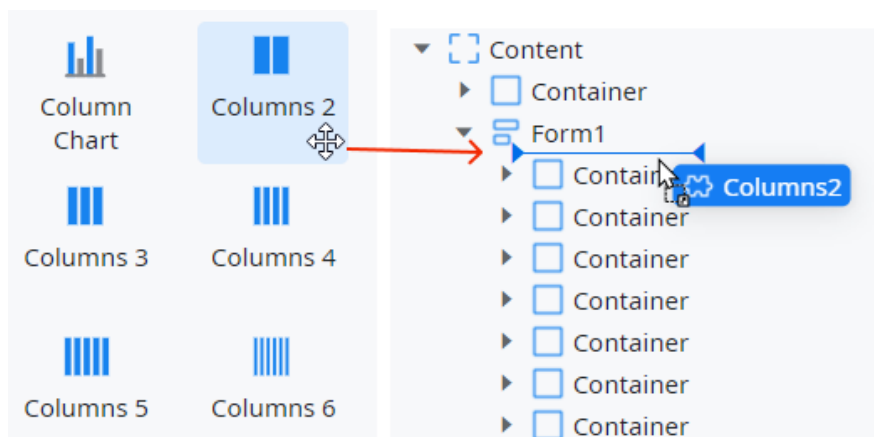 Column
Chart
Columns 2
Columns 3
Columns 4
Columns 5
Columns 6
Content
Container
Form1
Contain
Columns2
Container
Container
Container
Container
Container
Container